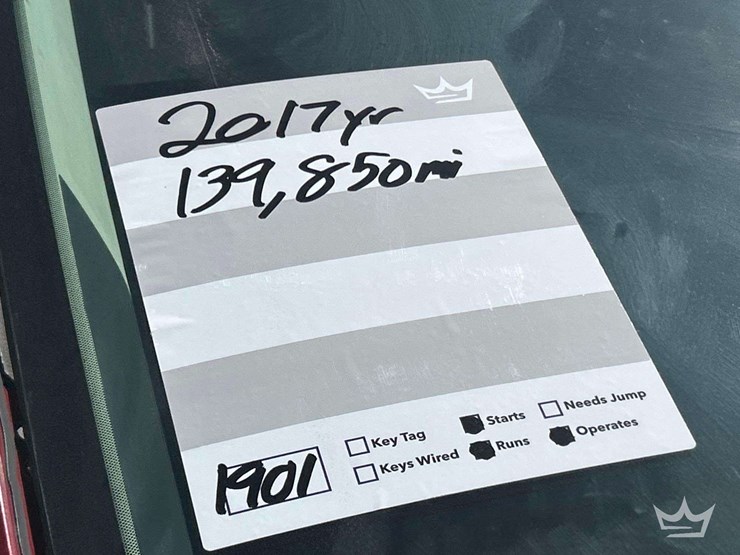 2017yr
139,850mi
1901
Key Tag
Starts
Needs Jump
Keys Wired
Runs
Operates